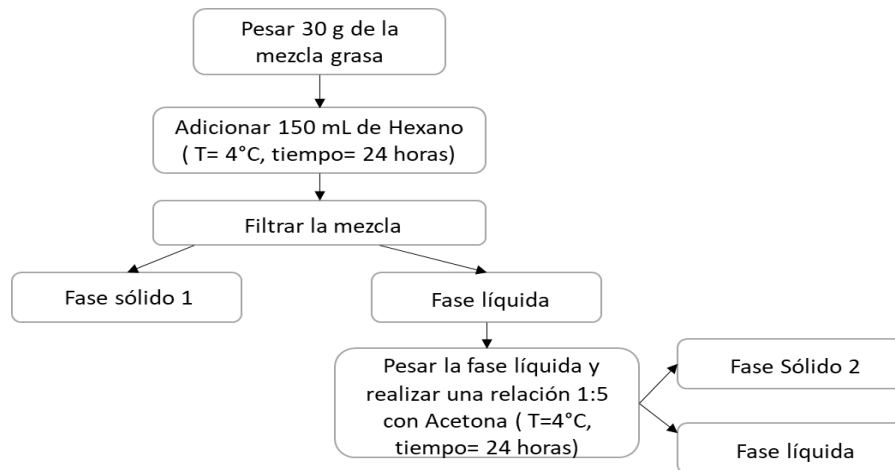 Pesar 30 g de la
mezcla grasa
Adicionar 150 mL de Hexano
( T= 4°C, tiempo= 24 horas)
Filtrar la mezcla
Fase sólido 1
Fase líquida
Pesar la fase líquida y
realizar una relación 1:5
con Acetona ( T=4°C,
tiempo= 24 horas)
Fase Sólido 2
Fase líquida